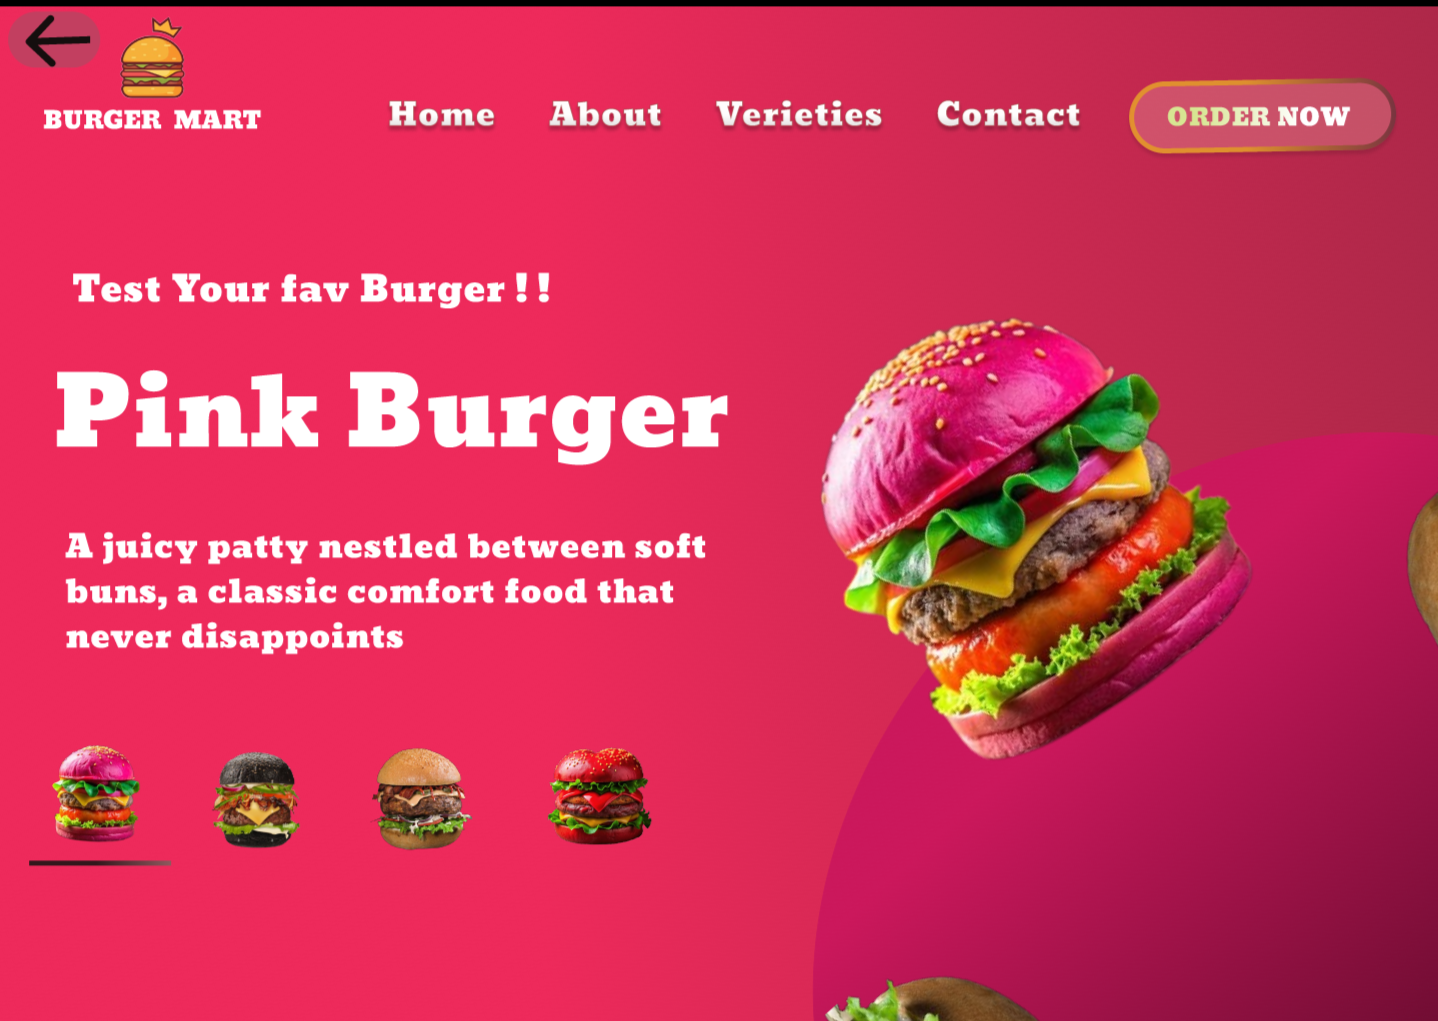 BURGER MART
Home About Verieties Contact ORDER NOW
Test Your fav Burger !!
Pink Burger
A juicy patty nestled between soft
buns, a classic comfort food that
never disappoints